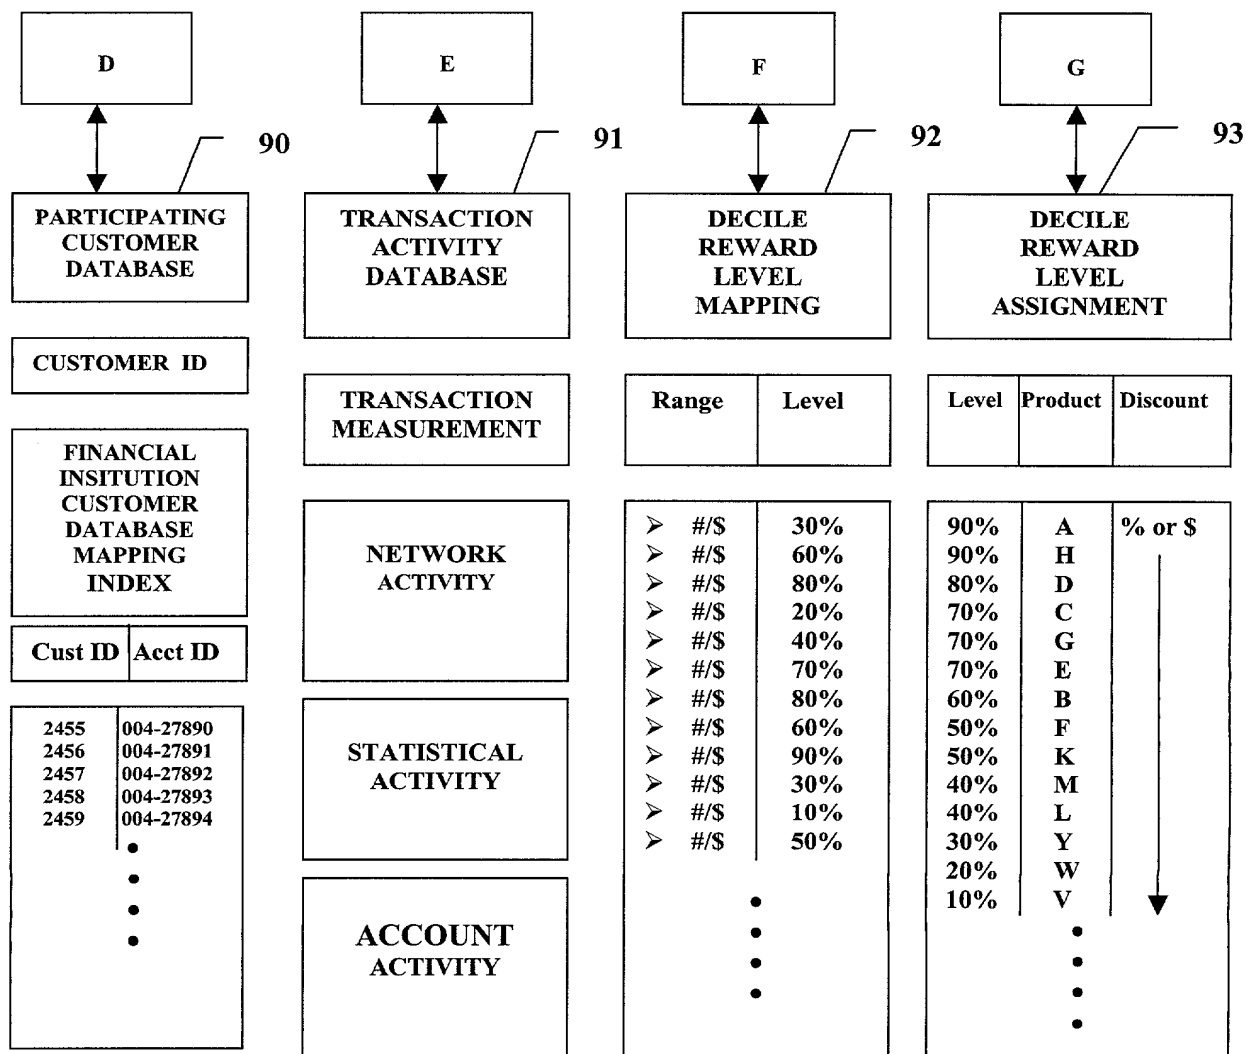 D
E
F
G
90
91
92
93
PARTICIPATING
CUSTOMER
DATABASE
CUSTOMER ID
FINANCIAL
INSITUTION
CUSTOMER
DATABASE
MAPPING
INDEX
Cust ID Acct ID
2455 004-27890
2456 004-27891
2457 004-27892
2458 004-27893
2459 004-27894
TRANSACTION
ACTIVITY
DATABASE
TRANSACTION
MEASUREMENT
NETWORK
ACTIVITY
STATISTICAL
ACTIVITY
ACCOUNT
ACTIVITY
DECILE
REWARD
LEVEL
MAPPING
Range Level
➢ #/$ 30%
➢ #/$ 60%
➢ #/$ 80%
➢ #/$ 20%
➢ #/$ 40%
➢ #/$ 70%
➢ #/$ 80%
➢ #/$ 60%
➢ #/$ 90%
➢ #/$ 30%
➢ #/$ 10%
➢ #/$ 50%
DECILE
REWARD
LEVEL
ASSIGNMENT
Level Product Discount
90% A % or $
90% H
80% D
70% C
70% G
70% E
60% B
50% F
50% K
40% M
40% L
30% Y
20% W
10% V